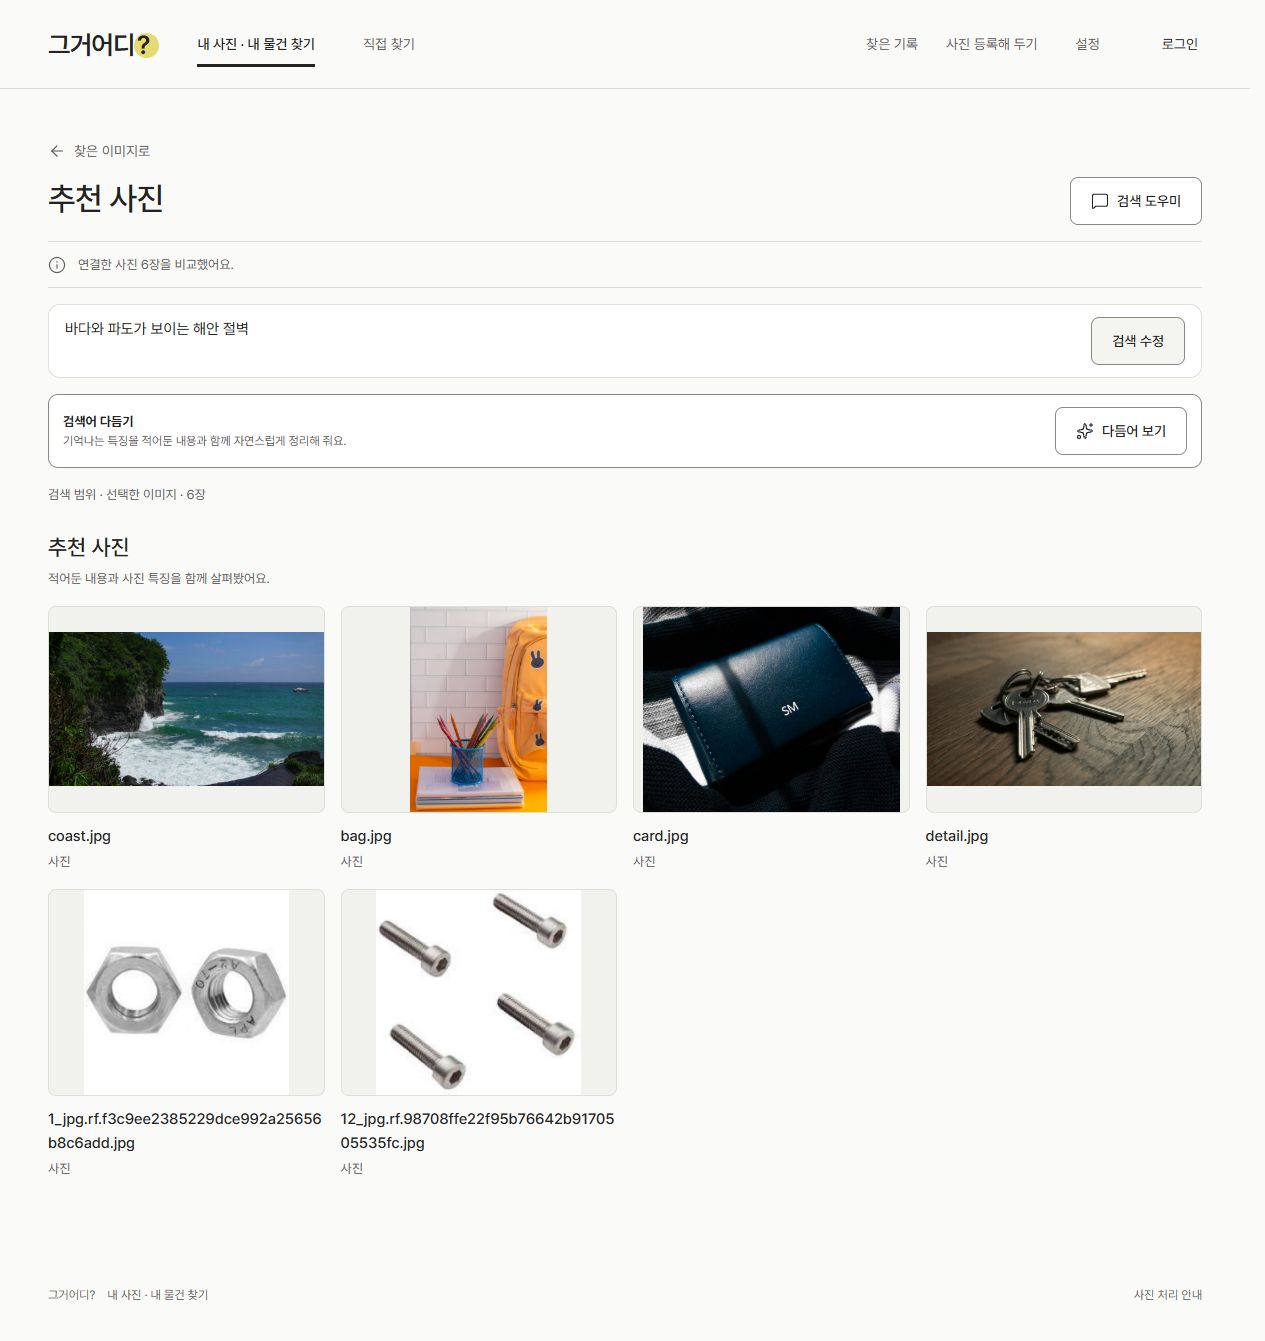 그거어디?
내 사진 · 내 물건 찾기
직접 찾기
찾은 기록
사진 등록해 두기
설정
로그인
찾은 이미지로
추천 사진
검색 도우미
연결한 사진 6장을 비교했어요.
바다와 파도가 보이는 해안 절벽
검색 수정
검색어 다듬기
기억나는 특징을 적어둔 내용과 함께 자연스럽게 정리해 줘요.
다듬어 보기
검색 범위 · 선택한 이미지 · 6장
추천 사진
적어둔 내용과 사진 특징을 함께 살펴봤어요.
SM
coast.jpg
사진
bag.jpg
사진
card.jpg
사진
detail.jpg
사진
A2-70
APL
1_jpg.rf.f3c9ee2385229dce992a25656
b8c6add.jpg
사진
12_jpg.rf.98708ffe22f95b76642b91705
05535fc.jpg
사진
그거어디?
내 사진 · 내 물건 찾기
사진 처리 안내